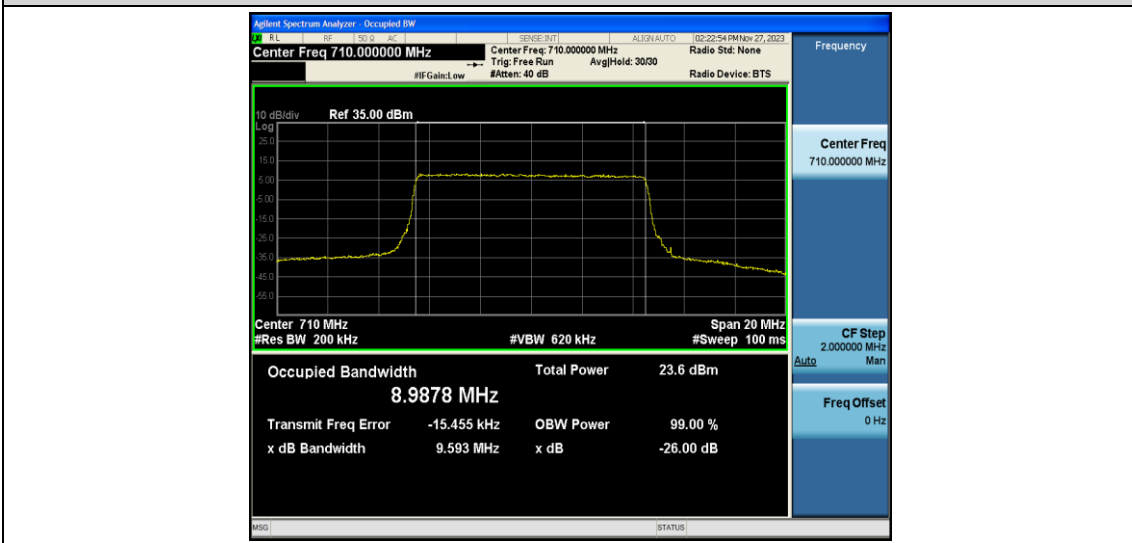 Agilent Spectrum Analyzer - Occupied BW
RL RF 50 Ω AC SENSE:INT ALIGN AUTO 02:22:54 PM Nov 27, 2023
Center Freq 710.000000 MHz
Center Freq: 710.000000 MHz
Radio Std: None
Trig: Free Run Avg|Hold: 30/30
#IFGain:Low #Atten: 40 dB Radio Device: BTS
10 dB/div Ref 35.00 dBm
Log
25.0
15.0
5.00
-5.00
-15.0
-25.0
-35.0
-45.0
-55.0
Center 710 MHz Span 20 MHz
#Res BW 200 kHz #VBW 620 kHz #Sweep 100 ms
Occupied Bandwidth Total Power 23.6 dBm
8.9878 MHz
Transmit Freq Error -15.455 kHz OBW Power 99.00 %
x dB Bandwidth 9.593 MHz x dB -26.00 dB
MSG STATUS
Frequency
Center Freq
710.000000 MHz
CF Step
2.000000 MHz
Auto Man
Freq Offset
0 Hz